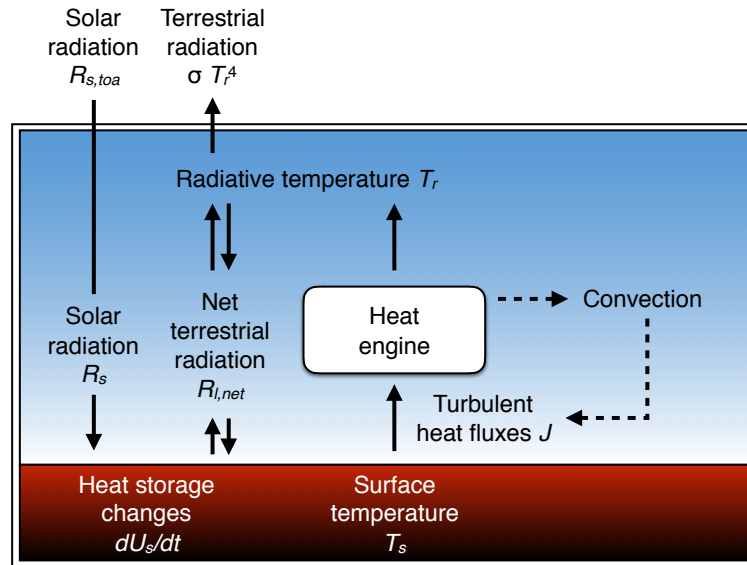 Solar
radiation
Rs,toa
Terrestrial
radiation
σ Tr4
Radiative temperature Tr
Solar
radiation
Rs
Net
terrestrial
radiation
Rl,net
Heat
engine
Convection
Turbulent
heat fluxes J
Heat storage
changes
dUs/dt
Surface
temperature
Ts